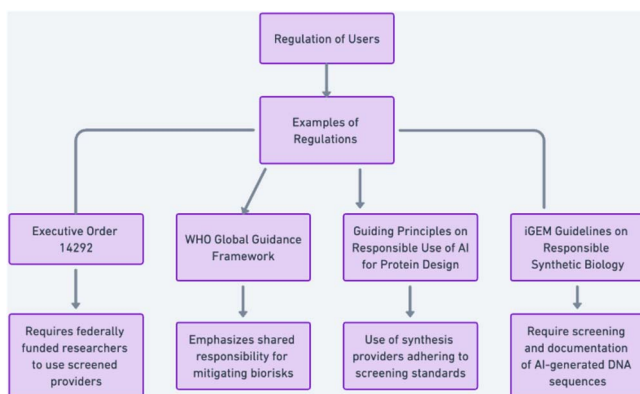 Regulation of Users
Examples of
Regulations
Executive Order
14292
WHO Global Guidance
Framework
Guiding Principles on
Responsible Use of AI
for Protein Design
iGEM Guidelines on
Responsible
Synthetic Biology
Requires federally
funded researchers
to use screened
providers
Emphasizes shared
responsibility for
mitigating biorisks
Use of synthesis
providers adhering to
screening standards
Require screening
and documentation
of AI-generated DNA
sequences